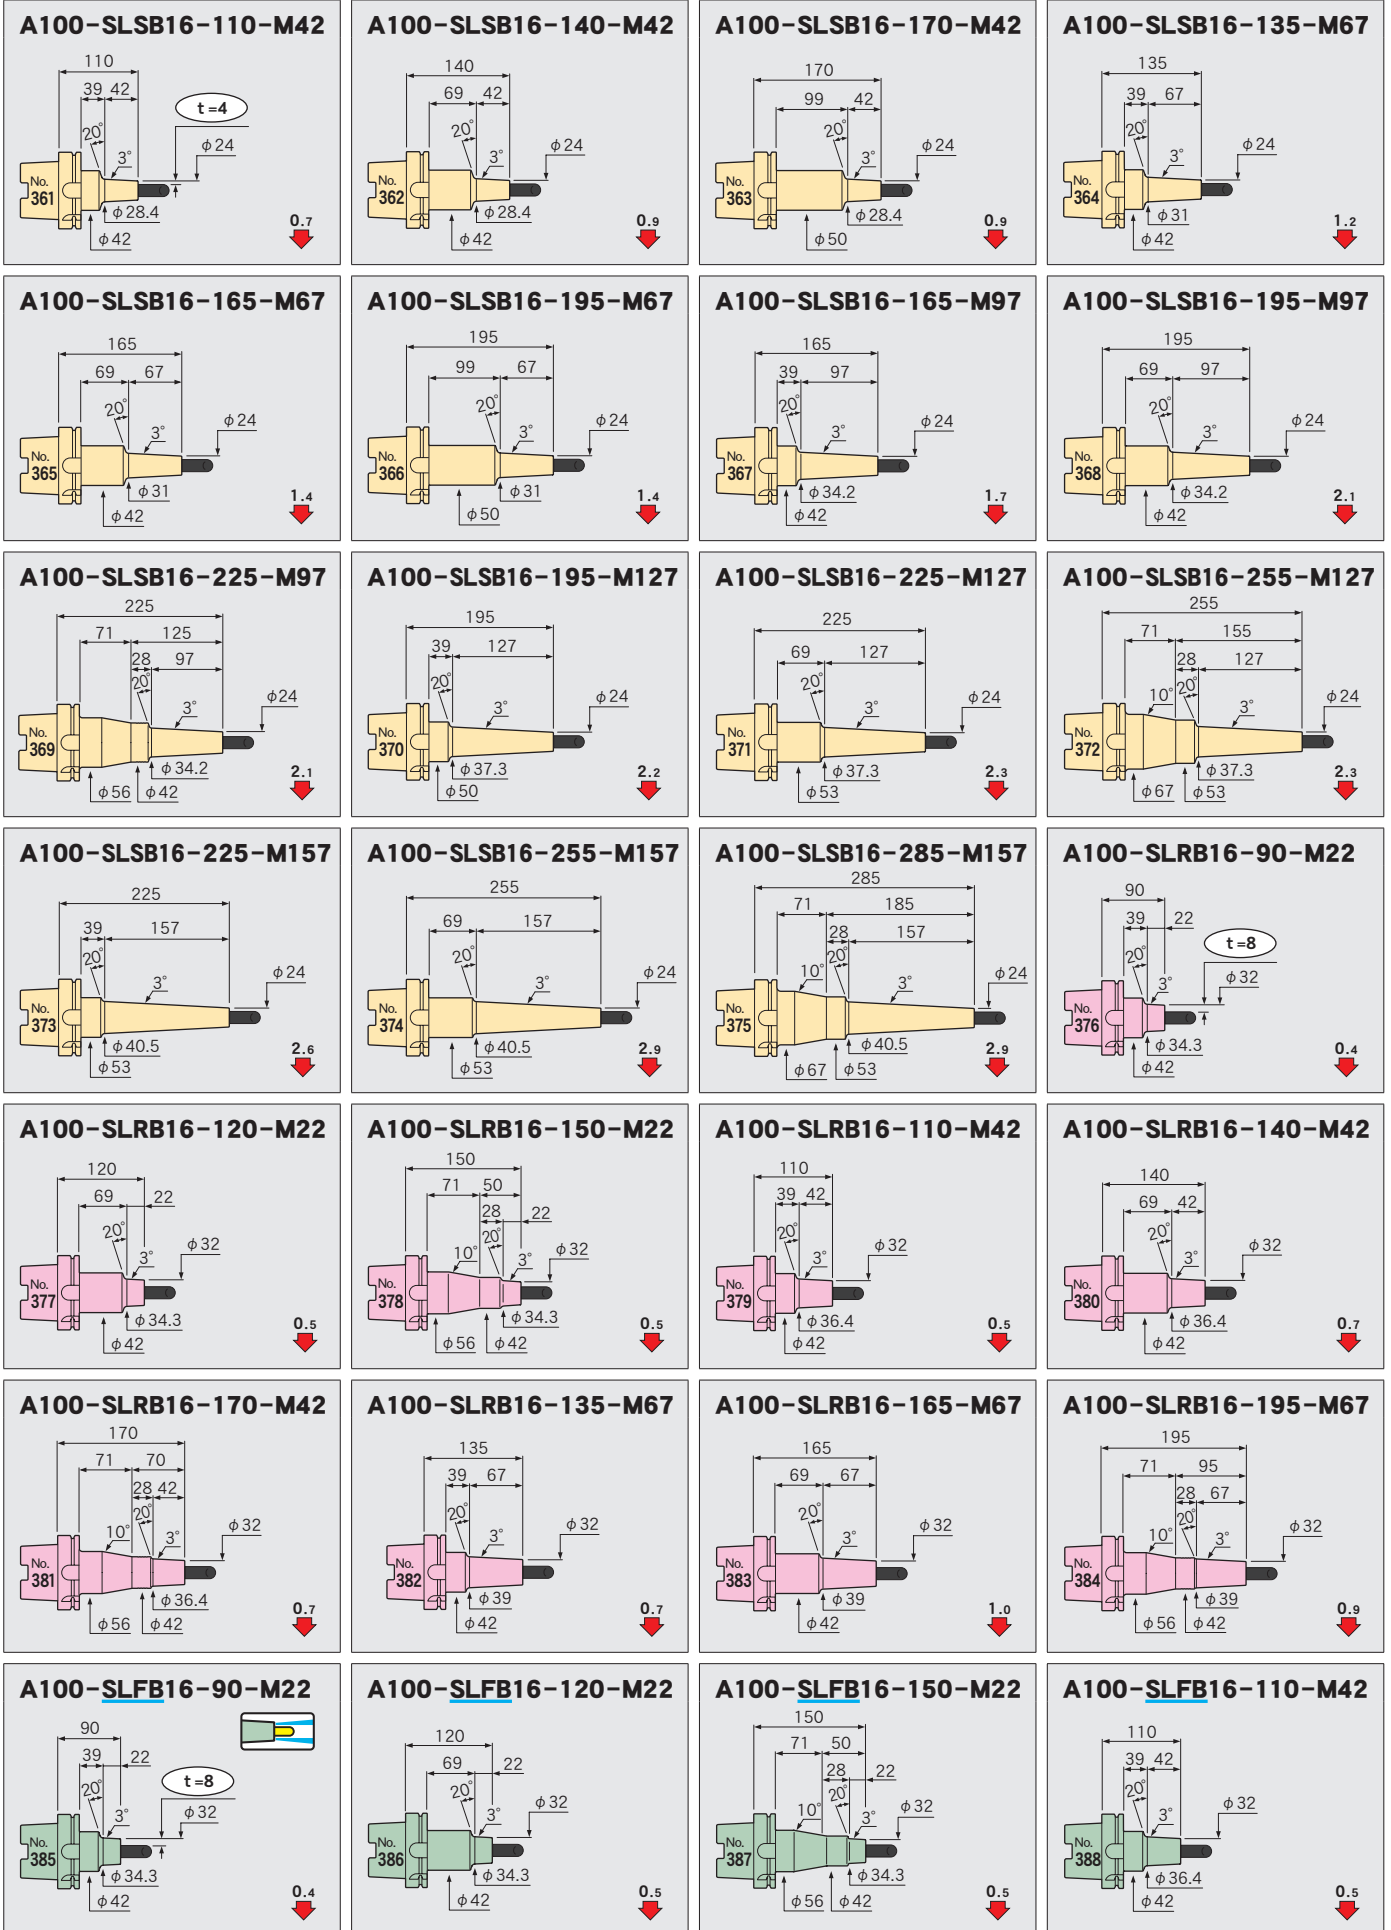 A100-SLSB16-110-M42
110
39 42
t=4
20°
3°
φ24
No.
361
φ28.4
φ42
0.7
A100-SLSB16-140-M42
140
69 42
20°
3°
φ24
No.
362
φ28.4
φ42
0.9
A100-SLSB16-170-M42
170
99 42
20°
3°
φ24
No.
363
φ28.4
φ50
0.9
A100-SLSB16-135-M67
135
39 67
20°
3°
φ24
No.
364
φ31
φ42
1.2
A100-SLSB16-165-M67
165
69 67
20°
3°
φ24
No.
365
φ31
φ42
1.4
A100-SLSB16-195-M67
195
99 67
20°
3°
φ24
No.
366
φ31
φ50
1.4
A100-SLSB16-165-M97
165
39 97
20°
3°
φ24
No.
367
φ34.2
φ42
1.7
A100-SLSB16-195-M97
195
69 97
20°
3°
φ24
No.
368
φ34.2
φ42
2.1
A100-SLSB16-225-M97
225
71 125
28 97
20°
3°
φ24
No.
369
φ34.2
φ56 φ42
2.1
A100-SLSB16-195-M127
195
39 127
20°
3°
φ24
No.
370
φ37.3
φ50
2.2
A100-SLSB16-225-M127
225
69 127
20°
3°
φ24
No.
371
φ37.3
φ53
2.3
A100-SLSB16-255-M127
255
71 155
28 127
10° 20°
3°
φ24
No.
372
φ37.3
φ67 φ53
2.3
A100-SLSB16-225-M157
225
39 157
20°
3°
φ24
No.
373
φ40.5
φ53
2.6
A100-SLSB16-255-M157
255
69 157
20°
3°
φ24
No.
374
φ40.5
φ53
2.9
A100-SLSB16-285-M157
285
71 185
28 157
10° 20°
3°
φ24
No.
375
φ40.5
φ67 φ53
2.9
A100-SLRB16-90-M22
90
39 22
t=8
20°
3°
φ32
No.
376
φ34.3
φ42
0.4
A100-SLRB16-120-M22
120
69 22
20°
3°
φ32
No.
377
φ34.3
φ42
0.5
A100-SLRB16-150-M22
150
71 50
28 22
10° 20°
3°
φ32
No.
378
φ34.3
φ56 φ42
0.5
A100-SLRB16-110-M42
110
39 42
20°
3°
φ32
No.
379
φ36.4
φ42
0.5
A100-SLRB16-140-M42
140
69 42
20°
3°
φ32
No.
380
φ36.4
φ42
0.7
A100-SLRB16-170-M42
170
71 70
28 42
10° 20°
3°
φ32
No.
381
φ36.4
φ56 φ42
0.7
A100-SLRB16-135-M67
135
39 67
20°
3°
φ32
No.
382
φ39
φ42
0.7
A100-SLRB16-165-M67
165
69 67
20°
3°
φ32
No.
383
φ39
φ42
1.0
A100-SLRB16-195-M67
195
71 95
28 67
10° 20°
3°
φ32
No.
384
φ39
φ56 φ42
0.9
A100-SLFB16-90-M22
90
39 22
t=8
20°
3°
φ32
No.
385
φ34.3
φ42
0.4
A100-SLFB16-120-M22
120
69 22
20°
3°
φ32
No.
386
φ34.3
φ42
0.5
A100-SLFB16-150-M22
150
71 50
28 22
10° 20°
3°
φ32
No.
387
φ34.3
φ56 φ42
0.5
A100-SLFB16-110-M42
110
39 42
20°
3°
φ32
No.
388
φ36.4
φ42
0.5